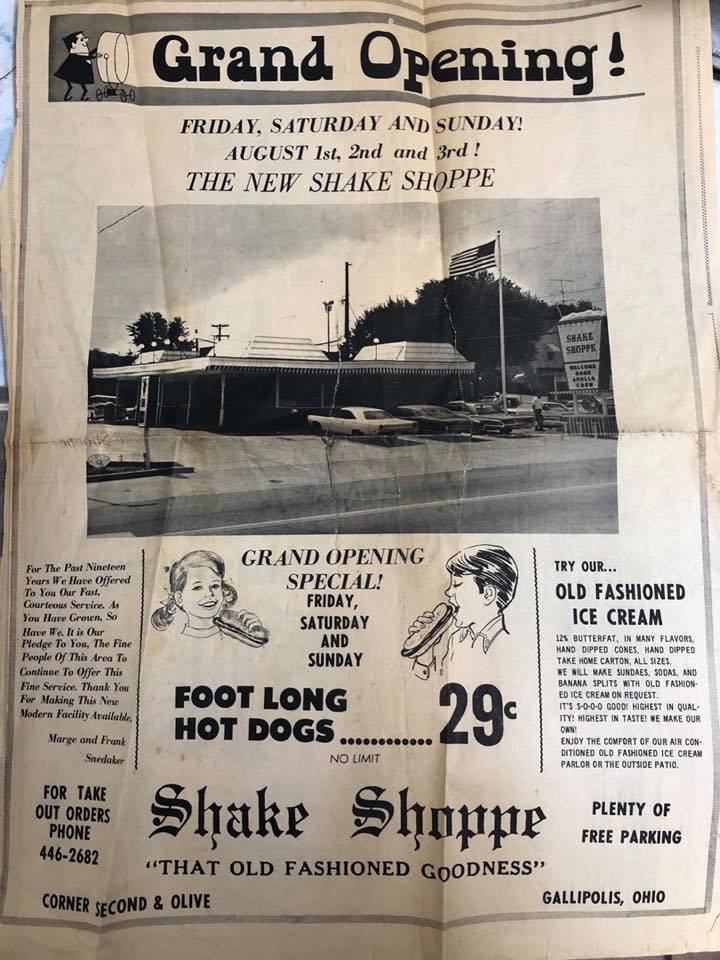 Grand Opening!
FRIDAY, SATURDAY AND SUNDAY!
AUGUST 1st, 2nd and 3rd!
THE NEW SHAKE SHOPPE
SHAKE
SHOPPE
WELCOME
HOME
APOLLO
CREW
For The Past Nineteen
Years We Have Offered
To You Our Fast,
Courteous Service. As
You Have Grown, So
Have We. It is Our
Pledge To You, The Fine
People Of This Area To
Continue To Offer This
Fine Service. Thank You
For Making This New
Modern Facility Available.
Marge and Frank
Snedaker
GRAND OPENING
SPECIAL!
FRIDAY,
SATURDAY
AND
SUNDAY
FOOT LONG
HOT DOGS............ 29c
NO LIMIT
TRY OUR...
OLD FASHIONED
ICE CREAM
12% BUTTERFAT, IN MANY FLAVORS,
HAND DIPPED CONES, HAND DIPPED
TAKE HOME CARTON, ALL SIZES.
WE WILL MAKE SUNDAES, SODAS, AND
BANANA SPLITS WITH OLD FASHION-
ED ICE CREAM ON REQUEST.
IT'S S-O-O-O GOOD! HIGHEST IN QUAL-
ITY! HIGHEST IN TASTE! WE MAKE OUR
OWN!
ENJOY THE COMFORT OF OUR AIR CON-
DITIONED OLD FASHIONED ICE CREAM
PARLOR OR THE OUTSIDE PATIO.
FOR TAKE
OUT ORDERS
PHONE
446-2682
Shake Shoppe
"THAT OLD FASHIONED GOODNESS"
PLENTY OF
FREE PARKING
CORNER SECOND & OLIVE
GALLIPOLIS, OHIO